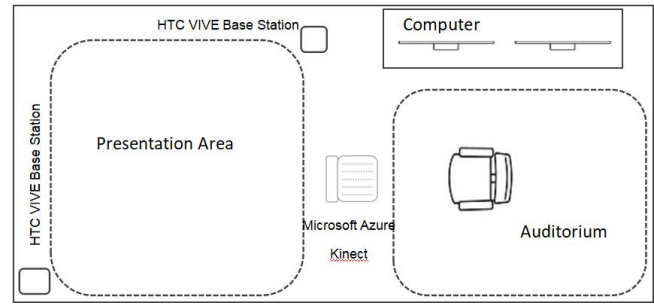 HTC VIVE Base Station
Computer
HTC VIVE Base Station
Presentation Area
Microsoft Azure
Kinect
Auditorium